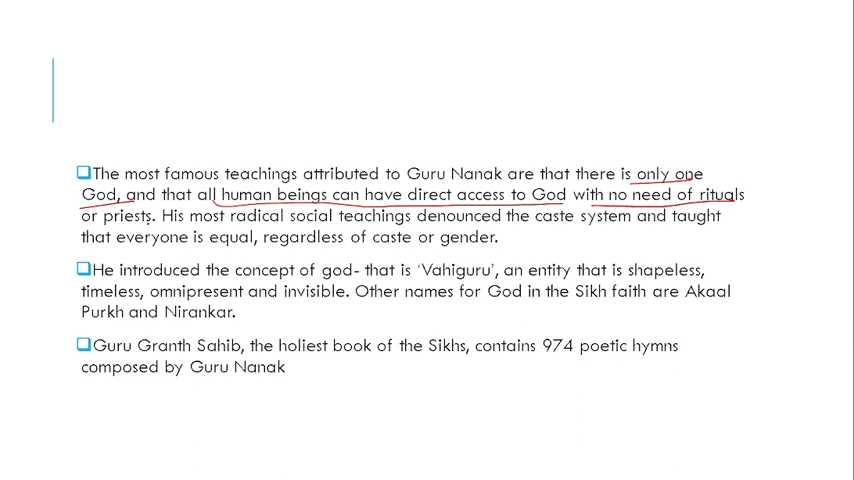 The most famous teachings attributed to Guru Nanak are that there is only one
God, and that all human beings can have direct access to God with no need of rituals
or priests. His most radical social teachings denounced the caste system and taught
that everyone is equal, regardless of caste or gender.
He introduced the concept of god- that is ‘Vahiguru’, an entity that is shapeless,
timeless, omnipresent and invisible. Other names for God in the Sikh faith are Akaal
Purkh and Nirankar.
Guru Granth Sahib, the holiest book of the Sikhs, contains 974 poetic hymns
composed by Guru Nanak